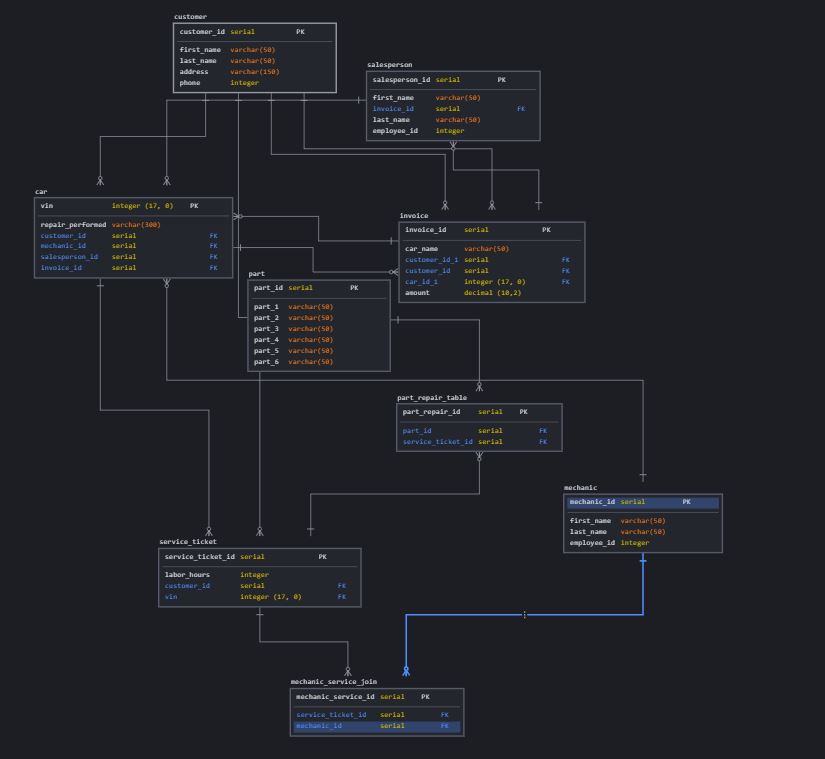 customer
customer_id serial PK
first_name varchar(50)
last_name varchar(50)
address varchar(150)
phone integer
salesperson
salesperson_id serial PK
first_name varchar(50)
invoice_id serial FK
last_name varchar(50)
employee_id integer
car
vin integer (17, 0) PK
repair_performed varchar(300)
customer_id serial FK
mechanic_id serial FK
salesperson_id serial FK
invoice_id serial FK
invoice
invoice_id serial PK
car_name varchar(50)
customer_id_1 serial FK
customer_id serial FK
car_id_1 integer (17, 0) FK
amount decimal (10,2)
part
part_id serial PK
part_1 varchar(50)
part_2 varchar(50)
part_3 varchar(50)
part_4 varchar(50)
part_5 varchar(50)
part_6 varchar(50)
part_repair_table
part_repair_id serial PK
part_id serial FK
service_ticket_id serial FK
mechanic
mechanic_id serial PK
first_name varchar(50)
last_name varchar(50)
employee_id integer
service_ticket
service_ticket_id serial PK
labor_hours integer
customer_id serial FK
vin integer (17, 0) FK
mechanic_service_join
mechanic_service_id serial PK
service_ticket_id serial FK
mechanic_id serial FK